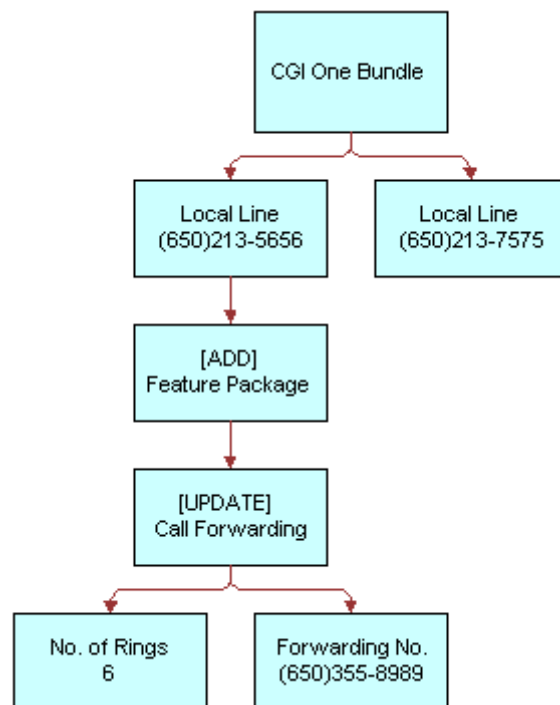 CGI One Bundle
Local Line
(650)213-5656
Local Line
(650)213-7575
[ADD]
Feature Package
[UPDATE]
Call Forwarding
No. of Rings
6
Forwarding No.
(650)355-8989